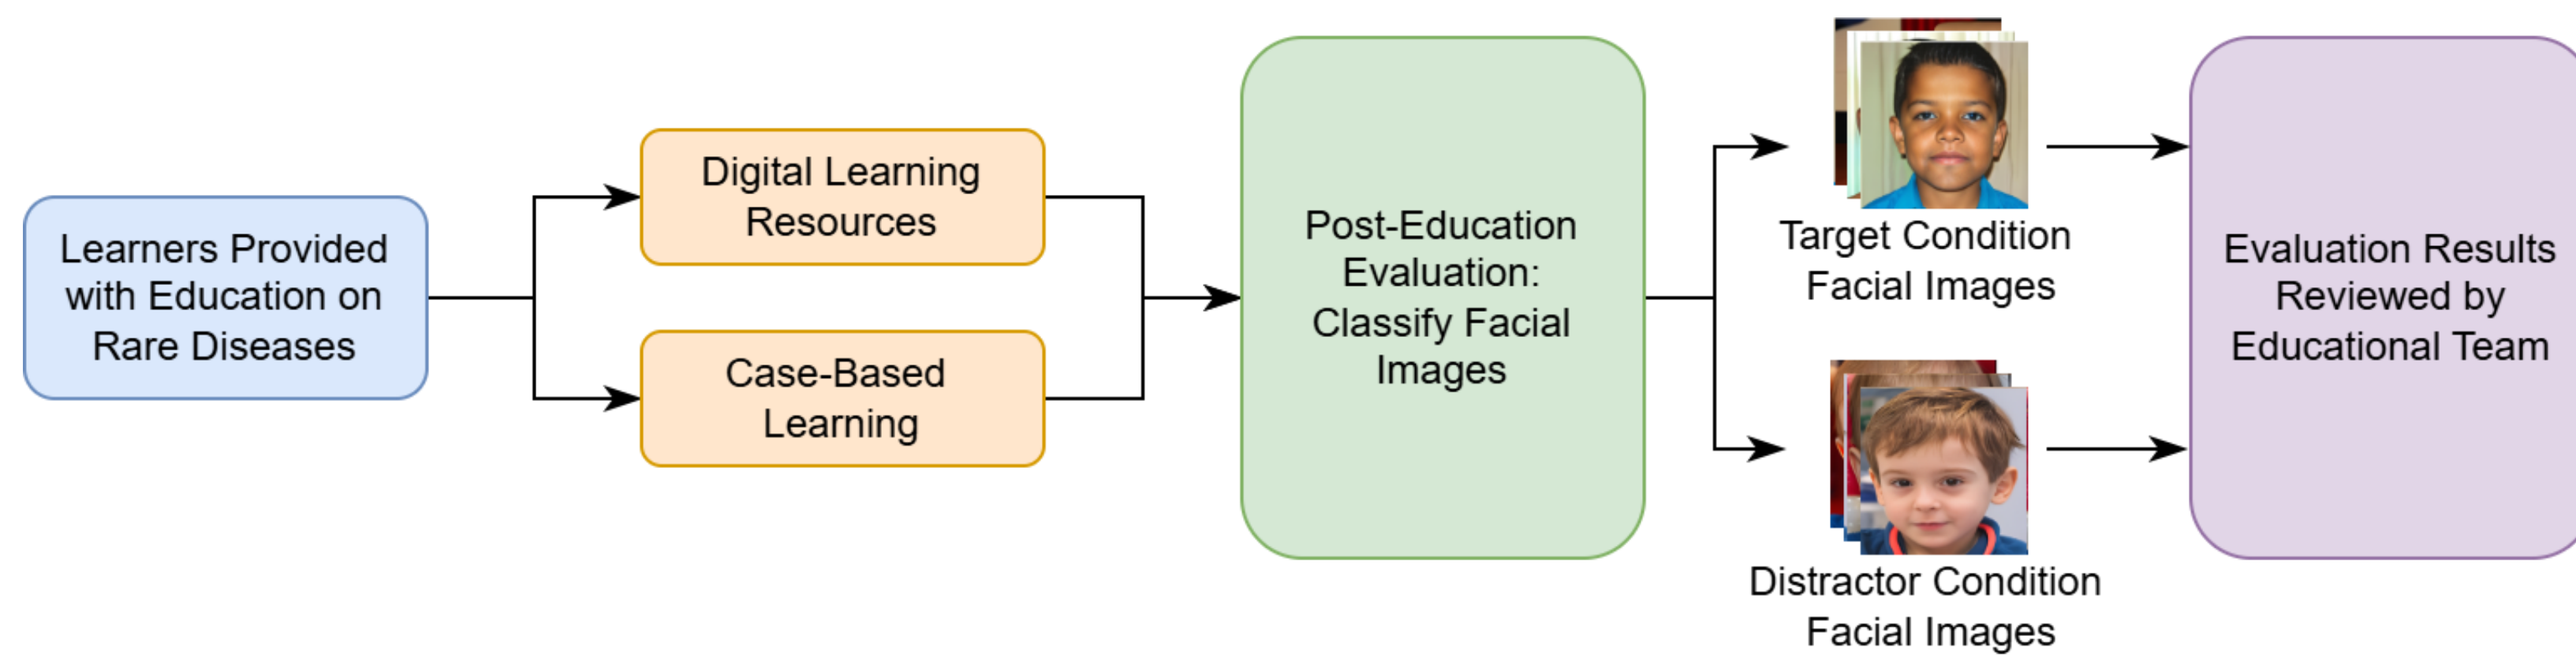 Learners Provided
with Education on
Rare Diseases
Digital Learning
Resources
Case-Based
Learning
Post-Education
Evaluation:
Classify Facial
Images
Target Condition
Facial Images
Distractor Condition
Facial Images
Evaluation Results
Reviewed by
Educational Team